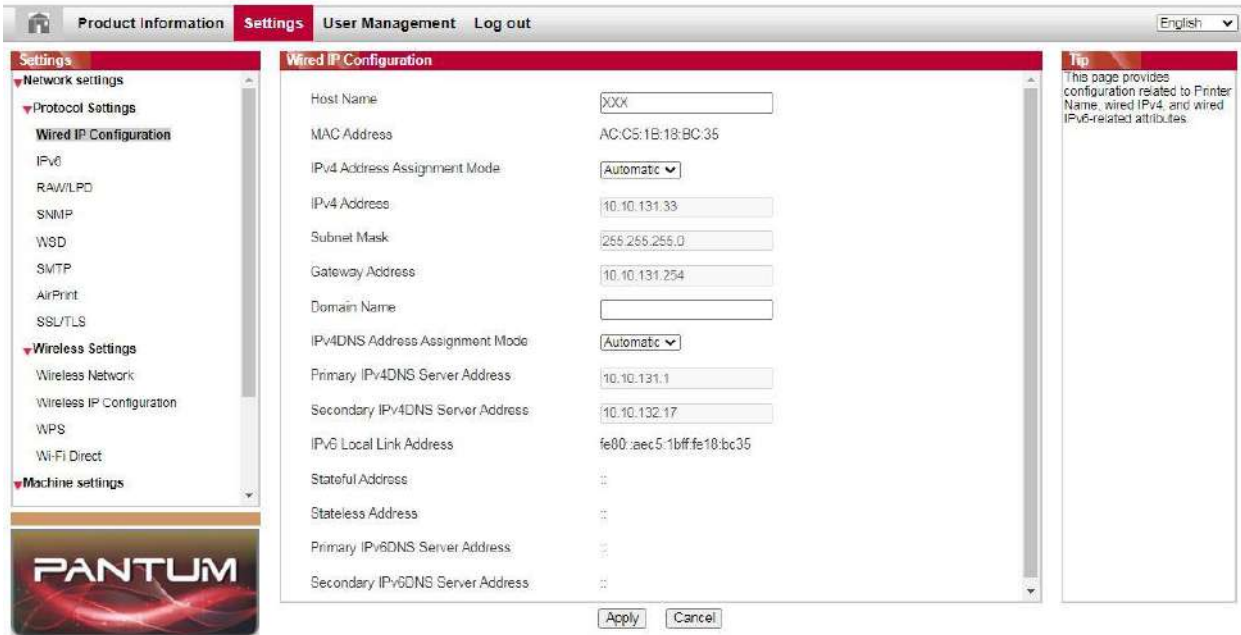 Product Information Settings User Management Log out English
Settings
Network settings
Protocol Settings
Wired IP Configuration
IPv6
RAW/LPD
SNMP
WSD
SMTP
AirPrint
SSL/TLS
Wireless Settings
Wireless Network
Wireless IP Configuration
WPS
Wi-Fi Direct
Machine settings
PANTUM
Wired IP Configuration
Host Name XXX
MAC Address AC:C5:1B:18:BC:35
IPv4 Address Assignment Mode Automatic
IPv4 Address 10.10.131.33
Subnet Mask 255.255.255.0
Gateway Address 10.10.131.254
Domain Name
IPv4DNS Address Assignment Mode Automatic
Primary IPv4DNS Server Address 10.10.131.1
Secondary IPv4DNS Server Address 10.10.132.17
IPv6 Local Link Address fe80::aec5:1bff:fe18:bc35
Stateful Address ::
Stateless Address ::
Primary IPv6DNS Server Address ::
Secondary IPv6DNS Server Address ::
Apply Cancel
Tip
This page provides
configuration related to Printer
Name, wired IPv4, and wired
IPv6-related attributes.